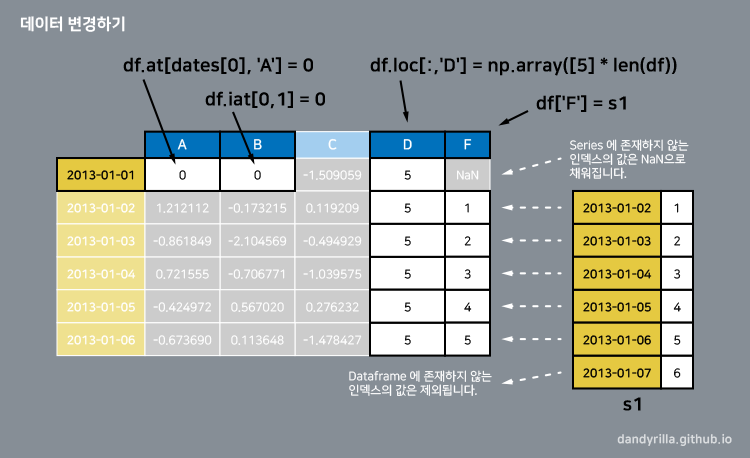 데이터 변경하기
df.at[dates[0], 'A'] = 0
df.loc[:,'D'] = np.array([5] * len(df))
df.iat[0,1] = 0
df['F'] = s1
A B C D F
2013-01-01 0 0 -1.509059 5 NaN
2013-01-02 1.212112 -0.173215 0.119209 5 1
2013-01-03 -0.861849 -2.104569 -0.494929 5 2
2013-01-04 0.721555 -0.706771 -1.039575 5 3
2013-01-05 -0.424972 0.567020 0.276232 5 4
2013-01-06 -0.673690 0.113648 -1.478427 5 5
Series 에 존재하지 않는
인덱스의 값은 NaN으로
채워집니다.
2013-01-02 1
2013-01-03 2
2013-01-04 3
2013-01-05 4
2013-01-06 5
2013-01-07 6
Dataframe 에 존재하지 않는
인덱스의 값은 제외됩니다.
s1
dandyrilla.github.io